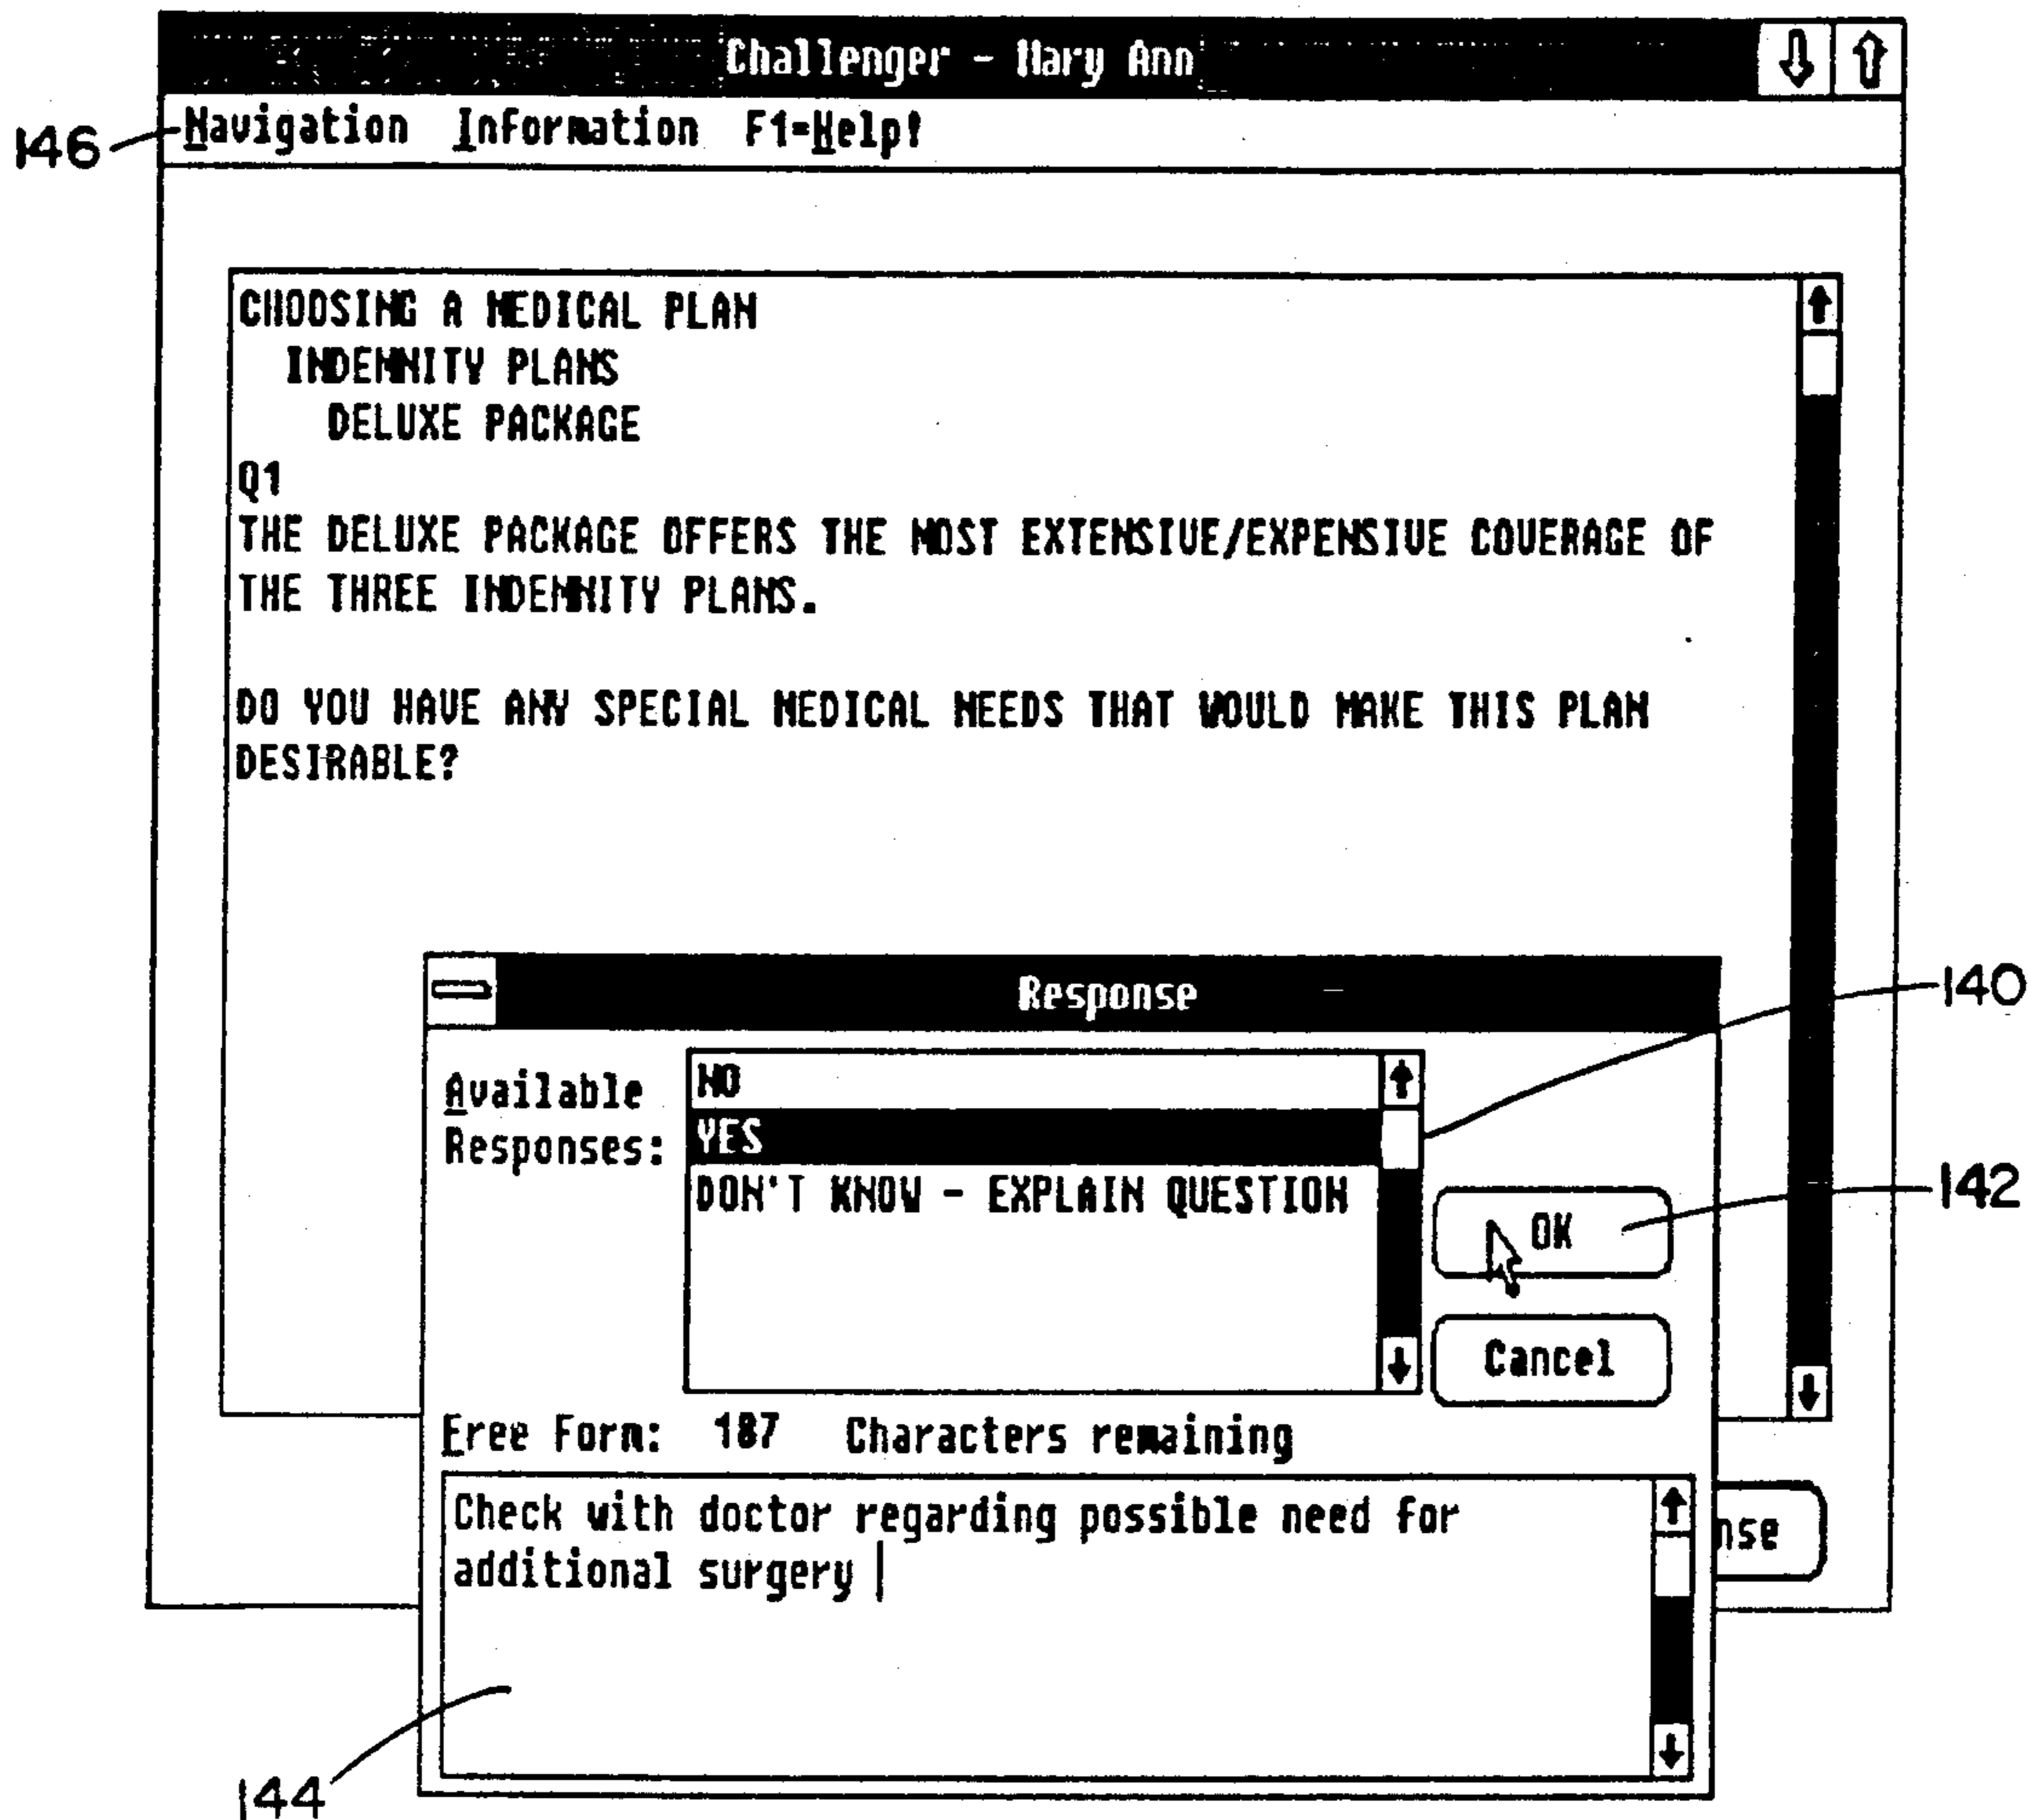 Challenger - Mary Ann
146
Navigation Information F1=Help!
CHOOSING A MEDICAL PLAN
INDEMNITY PLANS
DELUXE PACKAGE
Q1
THE DELUXE PACKAGE OFFERS THE MOST EXTENSIVE/EXPENSIVE COVERAGE OF
THE THREE INDEMNITY PLANS.
DO YOU HAVE ANY SPECIAL MEDICAL NEEDS THAT WOULD MAKE THIS PLAN
DESIRABLE?
Response
140
Available
Responses:
NO
YES
DON'T KNOW - EXPLAIN QUESTION
142
OK
Cancel
Free Form: 187 Characters remaining
Check with doctor regarding possible need for
additional surgery
nse
144